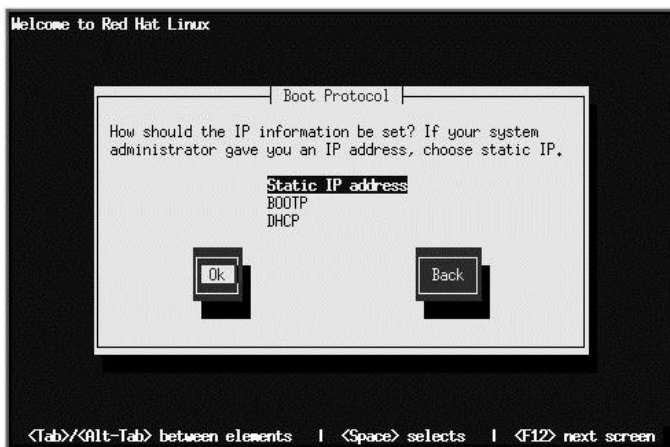 Welcome to Red Hat Linux
Boot Protocol
How should the IP information be set? If your system
administrator gave you an IP address, choose static IP.
Static IP address
BOOTP
DHCP
Ok
Back
<Tab>/<Alt-Tab> between elements | <Space> selects | <F12> next screen